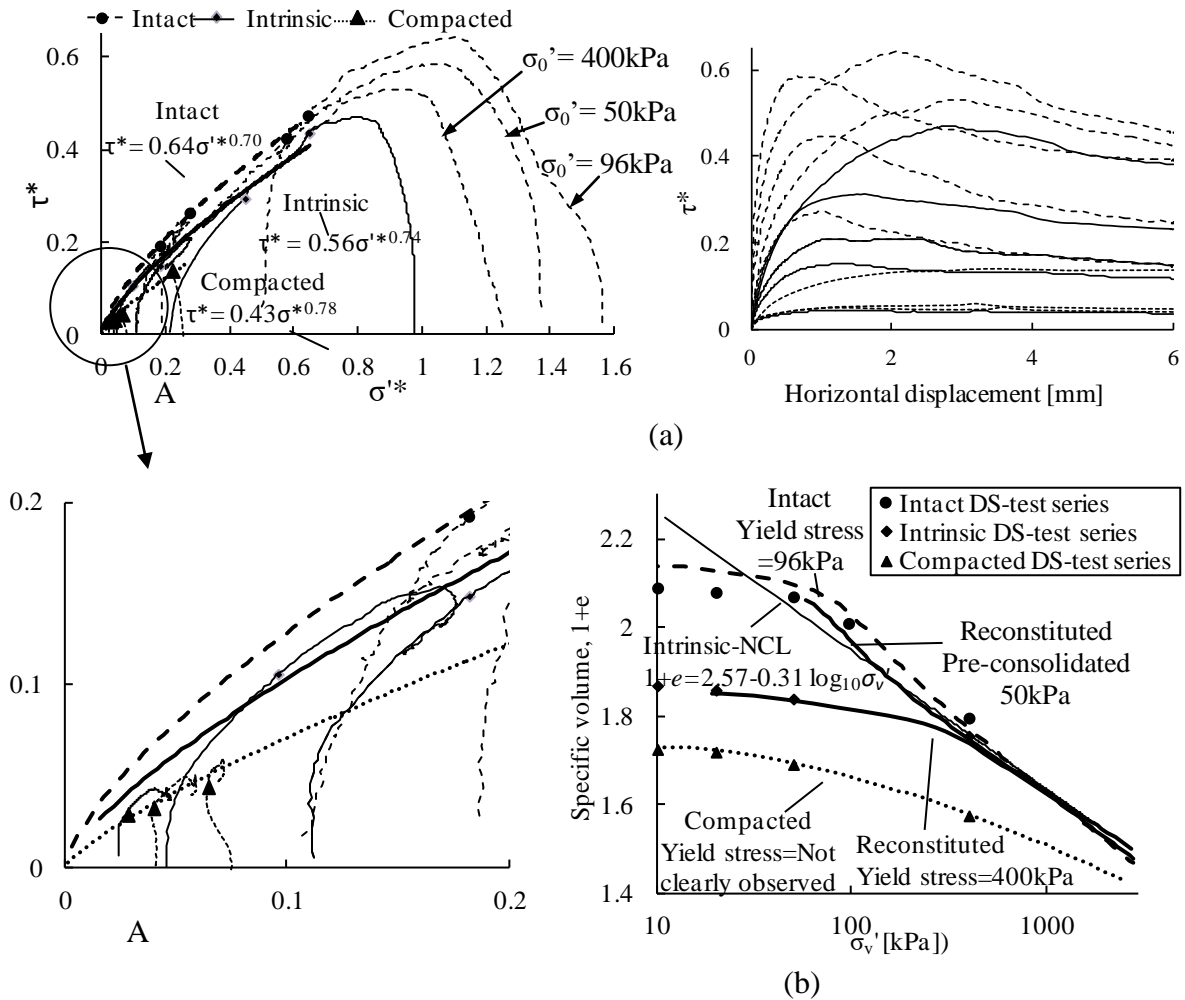 Intact Intrinsic Compacted
0.6
0.4
0.2
0
τ*
0 0.2 0.4 0.6 0.8 1 1.2 1.4 1.6
A
σ'*
Intact
τ*= 0.64σ'*0.70
Intrinsic
τ*= 0.56σ'*0.74
Compacted
τ*= 0.43σ*0.78
σ0’= 400kPa
σ0’= 50kPa
σ0’= 96kPa
0.6
0.4
0.2
0
τ*
0 2 4 6
Horizontal displacement [mm]
(a)
0.2
0.1
0
0 0.1 0.2
A
2.2
2
1.8
1.6
1.4
Specific volume, 1+e
Intact
Yield stress
=96kPa
Intact DS-test series
Intrinsic DS-test series
Compacted DS-test series
Intrinsic-NCL
1+e=2.57-0.31 log10σv'
Reconstituted
Pre-consolidated
50kPa
Compacted
Yield stress=Not
clearly observed
Reconstituted
Yield stress=400kPa
10 100 1000
σv' [kPa])
(b)